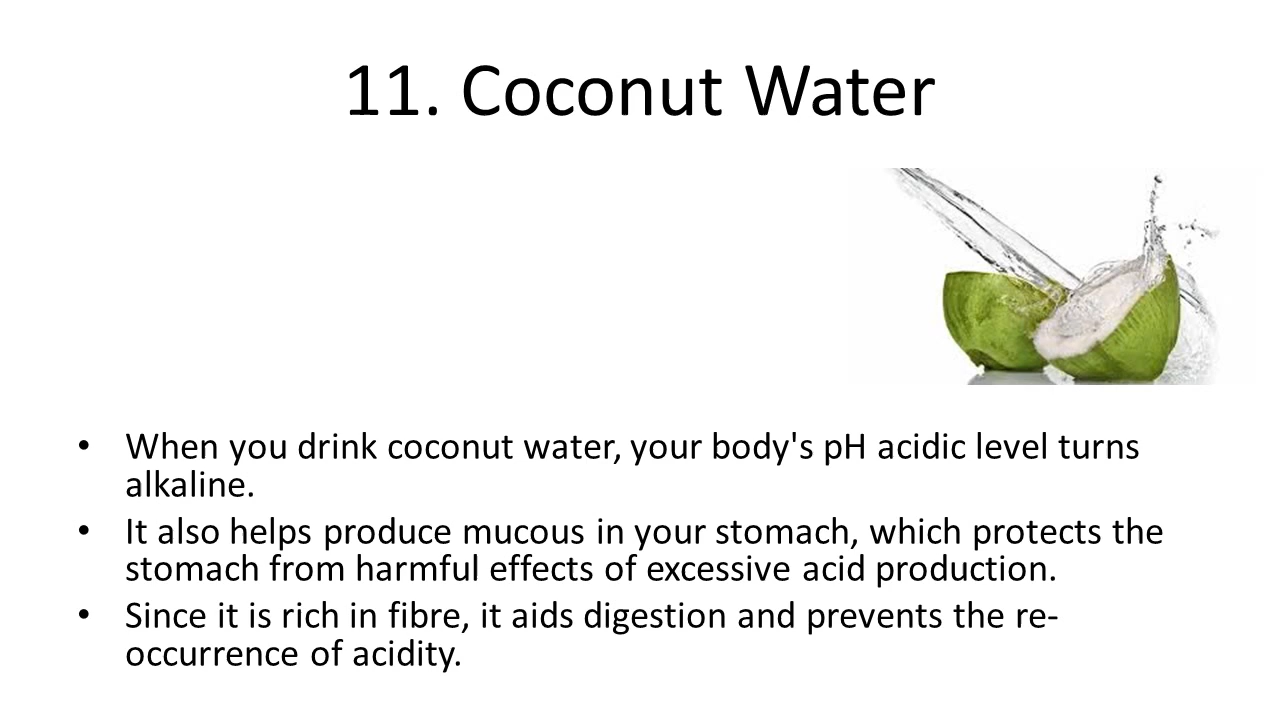 11. Coconut Water
• When you drink coconut water, your body's pH acidic level turns
alkaline.
• It also helps produce mucous in your stomach, which protects the
stomach from harmful effects of excessive acid production.
• Since it is rich in fibre, it aids digestion and prevents the re-
occurrence of acidity.